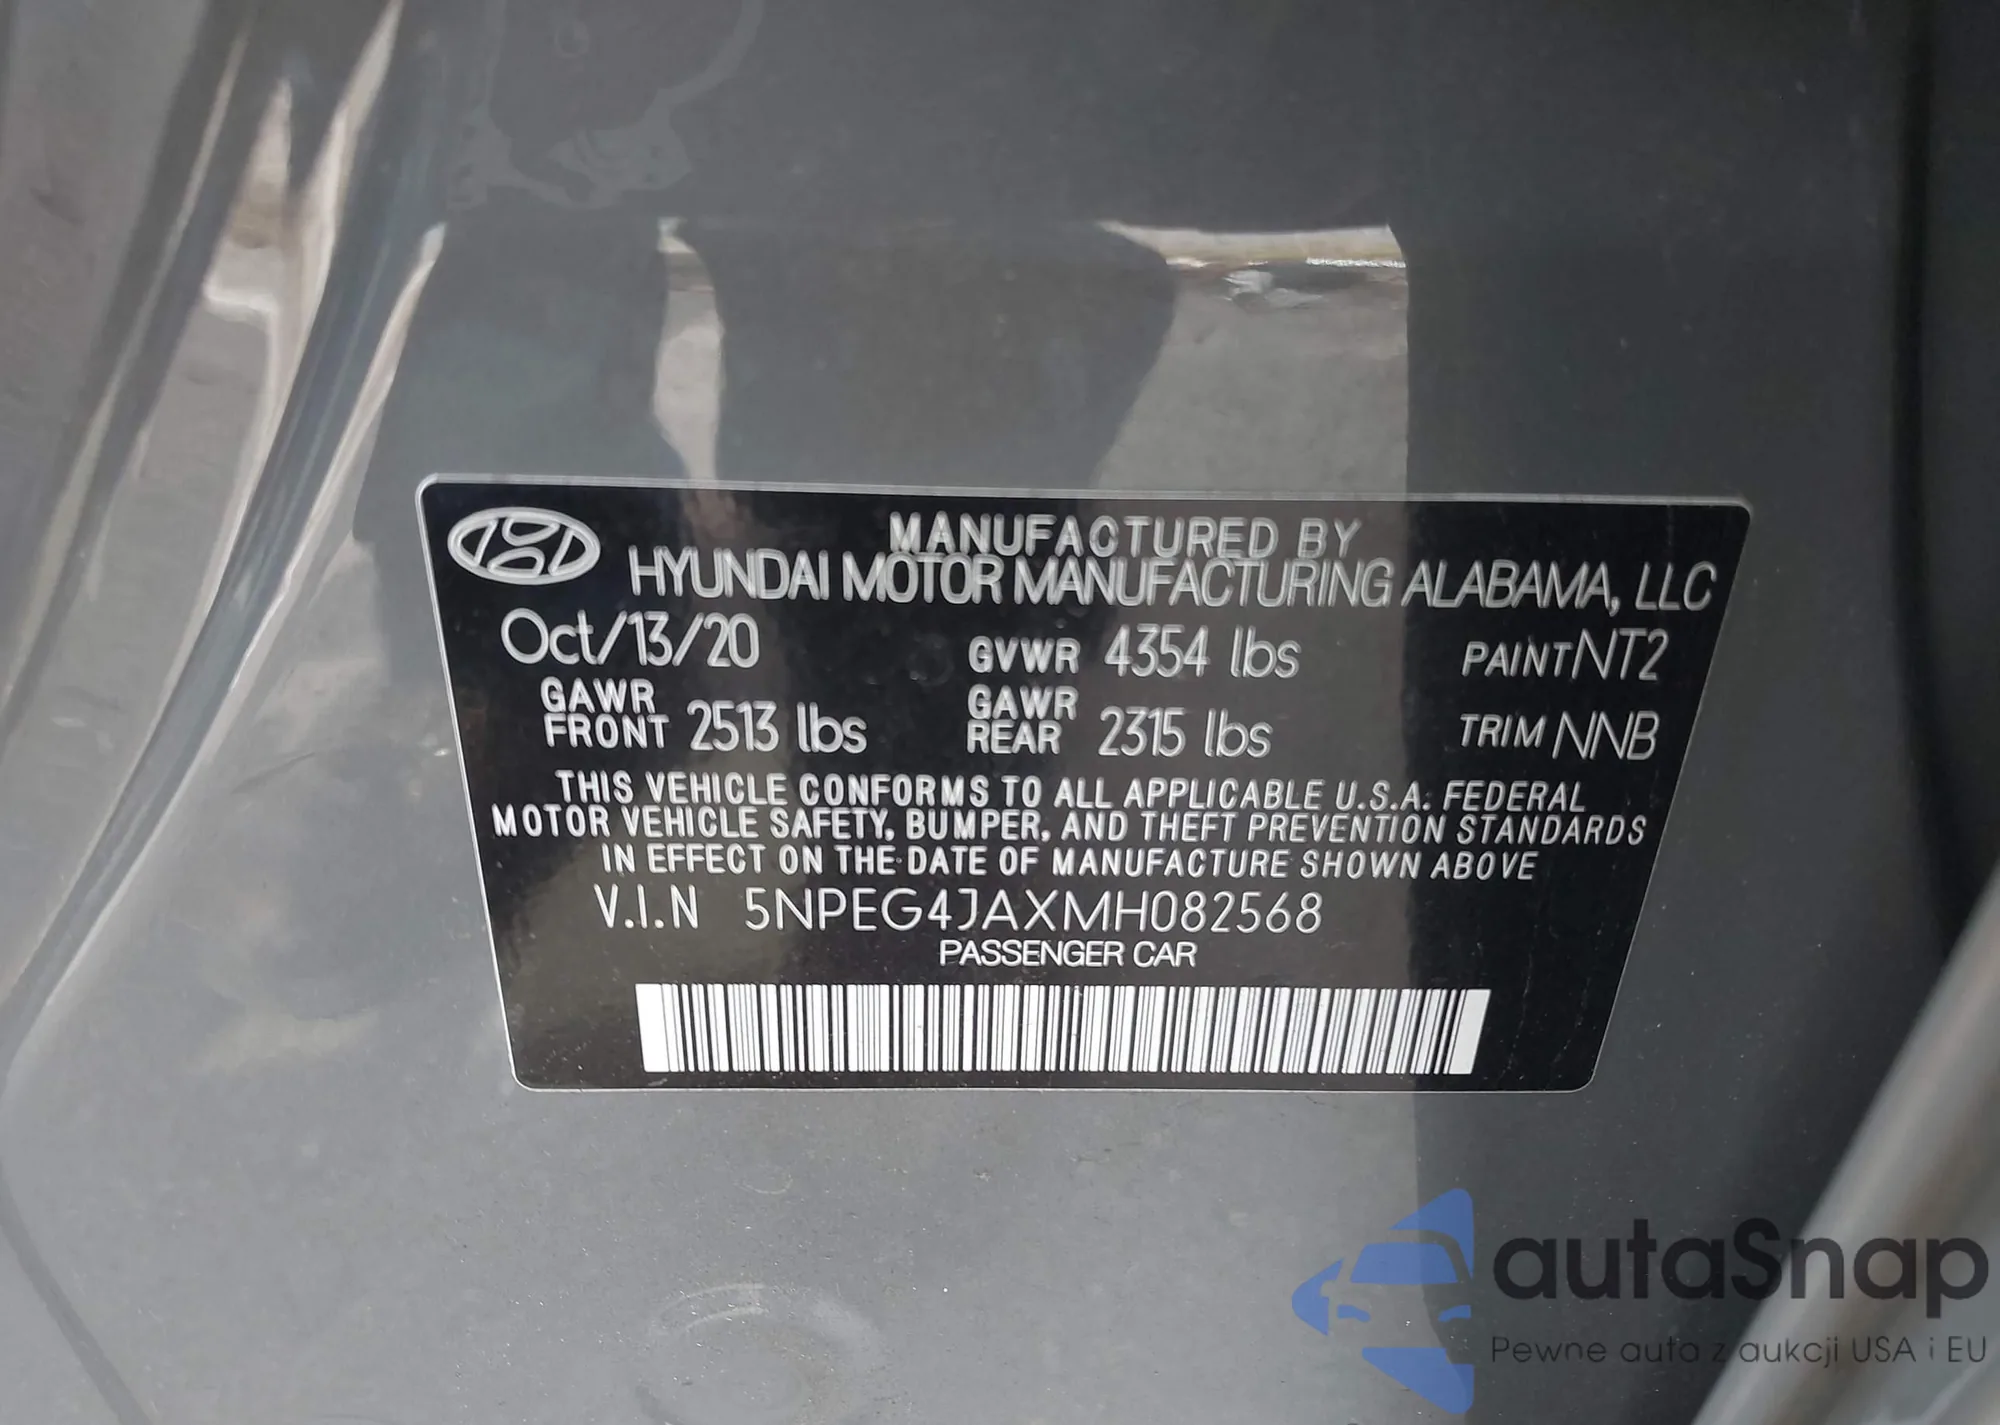 MANUFACTURED BY
HYUNDAI MOTOR MANUFACTURING ALABAMA, LLC
Oct/13/20 GVWR 4354 lbs PAINT NT2
GAWR FRONT 2513 lbs GAWR REAR 2315 lbs TRIM NNB
THIS VEHICLE CONFORMS TO ALL APPLICABLE U.S.A. FEDERAL
MOTOR VEHICLE SAFETY, BUMPER, AND THEFT PREVENTION STANDARDS
IN EFFECT ON THE DATE OF MANUFACTURE SHOWN ABOVE
V.I.N 5NPEG4JAXMH082568
PASSENGER CAR
autaSnap
Pewne auta z aukcji USA i EU